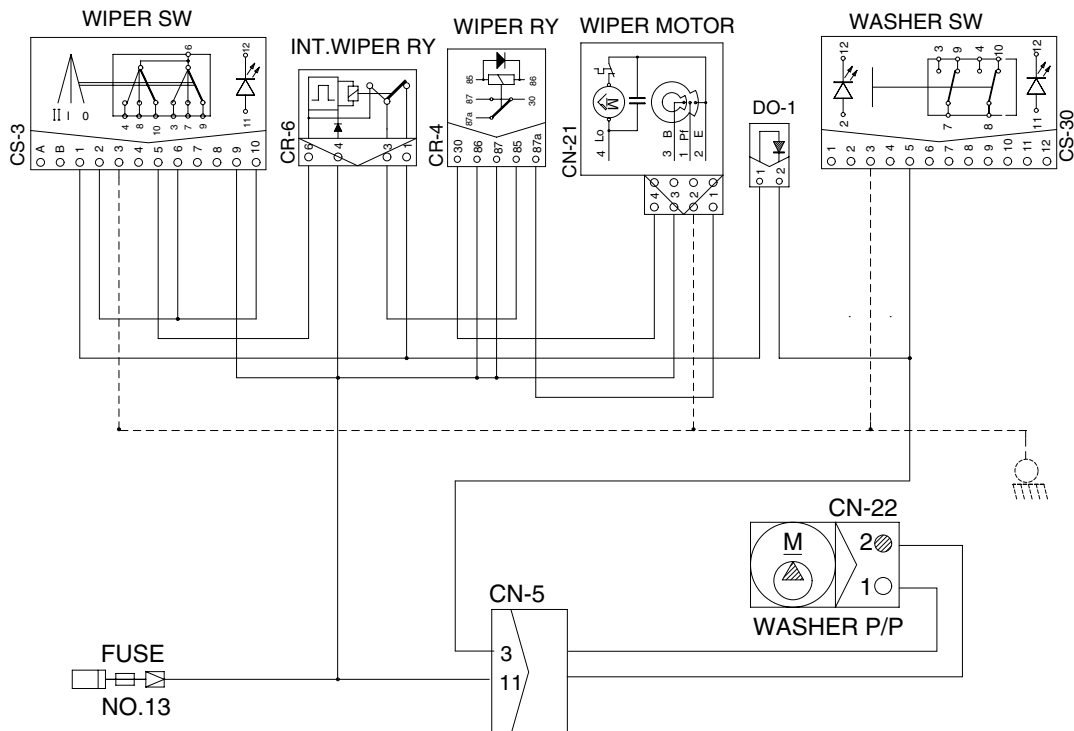 WIPER SW
INT.WIPER RY
WIPER RY
WIPER MOTOR
WASHER SW
6
12
II I O
4 8 10 3 7 9
11
CS-3
A B 1 2 3 4 5 6 7 8 9 10
CR-6
6 4 3 1
85 86
87 30
87a
CR-4
30 86 87 85 87a
M
4 Lo
3 B
1 Pf
2 E
CN-21
4 3 2 1
DO-1
1 2
12
2
3 9 4 10
7 8
12
11
CS-30
1 2 3 4 5 6 7 8 9 10 11 12
CN-22
M
2
1
WASHER P/P
CN-5
3
11
FUSE
NO.13